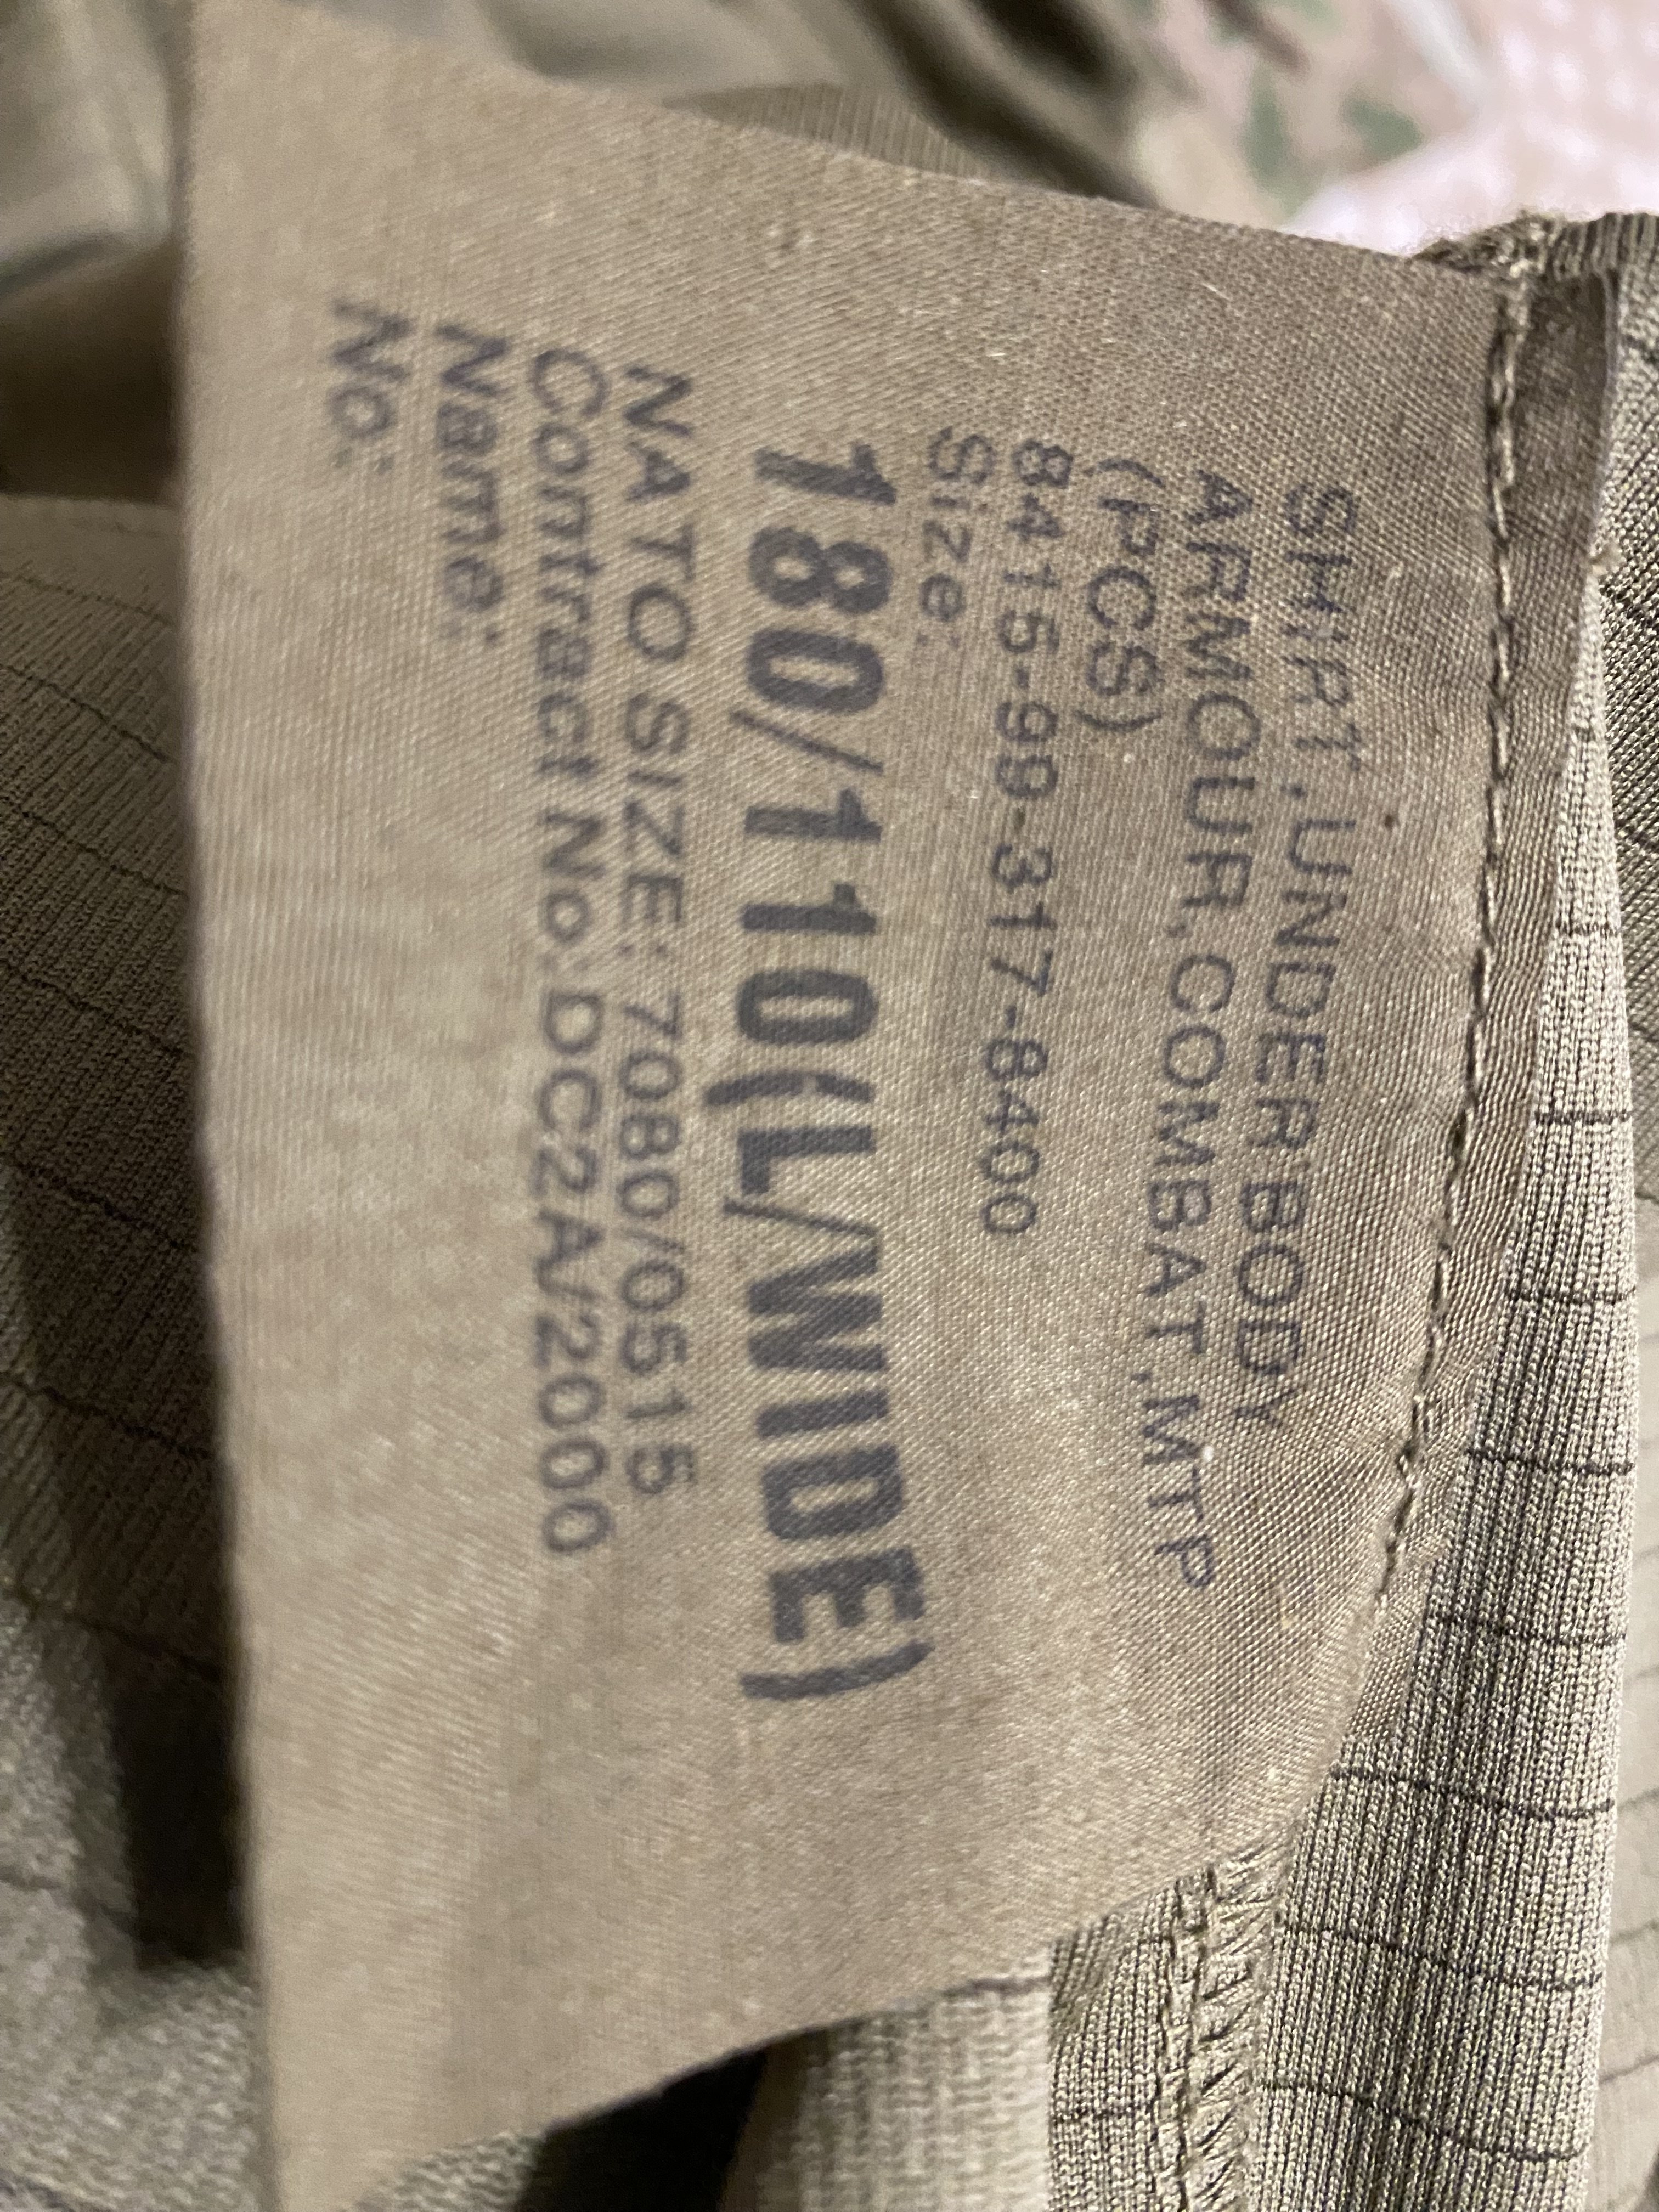 SHIRT,UNDER BODY
ARMOUR,COMBAT,MTP
(PCS)
8415-99-317-8400
Size:
180/110(L/WIDE)
NATO SIZE: 7080/0515
Contract No.DC2A/2000
Name:
No: